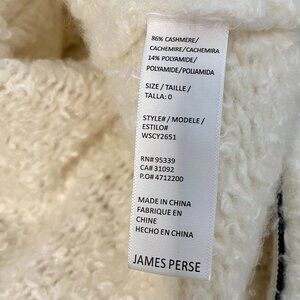 86% CASHMERE/
CACHEMIRE/CACHEMIRA
14% POLYAMIDE/
POLYAMIDE/POLIAMIDA
SIZE / TAILLE /
TALLA: 0
STYLE# / MODELE /
ESTILO#
WSCY2651
RN# 95339
CA# 31092
P.O# 4712200
MADE IN CHINA
FABRIQUE EN
CHINE
HECHO EN CHINA
JAMES PERSE